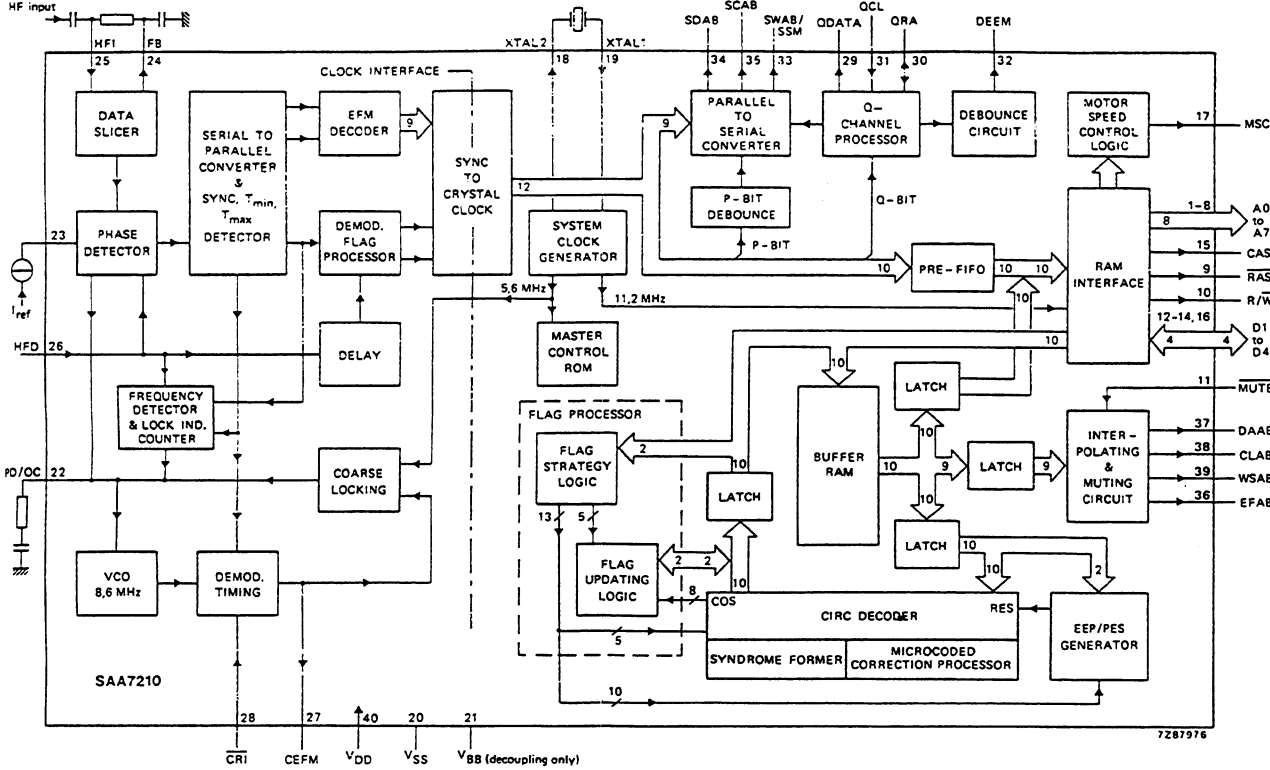 HF input
HFI
FB
25
24
XTAL2
XTAL1
18
19
SDAB
SCAB
SWAB/
SSM
QDATA
QCL
QRA
DEEM
34
35
33
29
31
30
32
CLOCK INTERFACE
DATA
SLICER
SERIAL TO
PARALLEL
CONVERTER
&
SYNC, Tmin,
Tmax
DETECTOR
EFM
DECODER
9
SYNC
TO
CRYSTAL
CLOCK
12
9
PARALLEL
TO
SERIAL
CONVERTER
Q-
CHANNEL
PROCESSOR
DEBOUNCE
CIRCUIT
MOTOR
SPEED
CONTROL
LOGIC
17
MSC
P-BIT
DEBOUNCE
Q-BIT
P-BIT
23
PHASE
DETECTOR
DEMOD.
FLAG
PROCESSOR
SYSTEM
CLOCK
GENERATOR
10
PRE-FIFO
10
10
10
RAM
INTERFACE
1-8
8
A0
to
A7
15
CAS
9
RAS
10
R/W
12-14, 16
4
4
D1
to
D4
Iref
5,6 MHz
11,2 MHz
HFD
26
DELAY
MASTER
CONTROL
ROM
10
10
FREQUENCY
DETECTOR
& LOCK IND.
COUNTER
LATCH
11
MUTE
FLAG PROCESSOR
FLAG
STRATEGY
LOGIC
2
BUFFER
RAM
10
10
9
LATCH
9
INTER-
POLATING
&
MUTING
CIRCUIT
37
DAAB
38
CLAB
39
WSAB
36
EFAB
PD/OC
22
COARSE
LOCKING
10
LATCH
10
13
5
LATCH
10
VCO
8,6 MHz
DEMOD.
TIMING
FLAG
UPDATING
LOGIC
2
2
10
10
2
8
COS
CIRC DECODER
RES
5
SYNDROME FORMER
MICROCODED
CORRECTION PROCESSOR
EEP/PES
GENERATOR
10
SAA7210
28
27
40
20
21
7Z87976
CRI
CEFM
VDD
VSS
VBB (decoupling only)